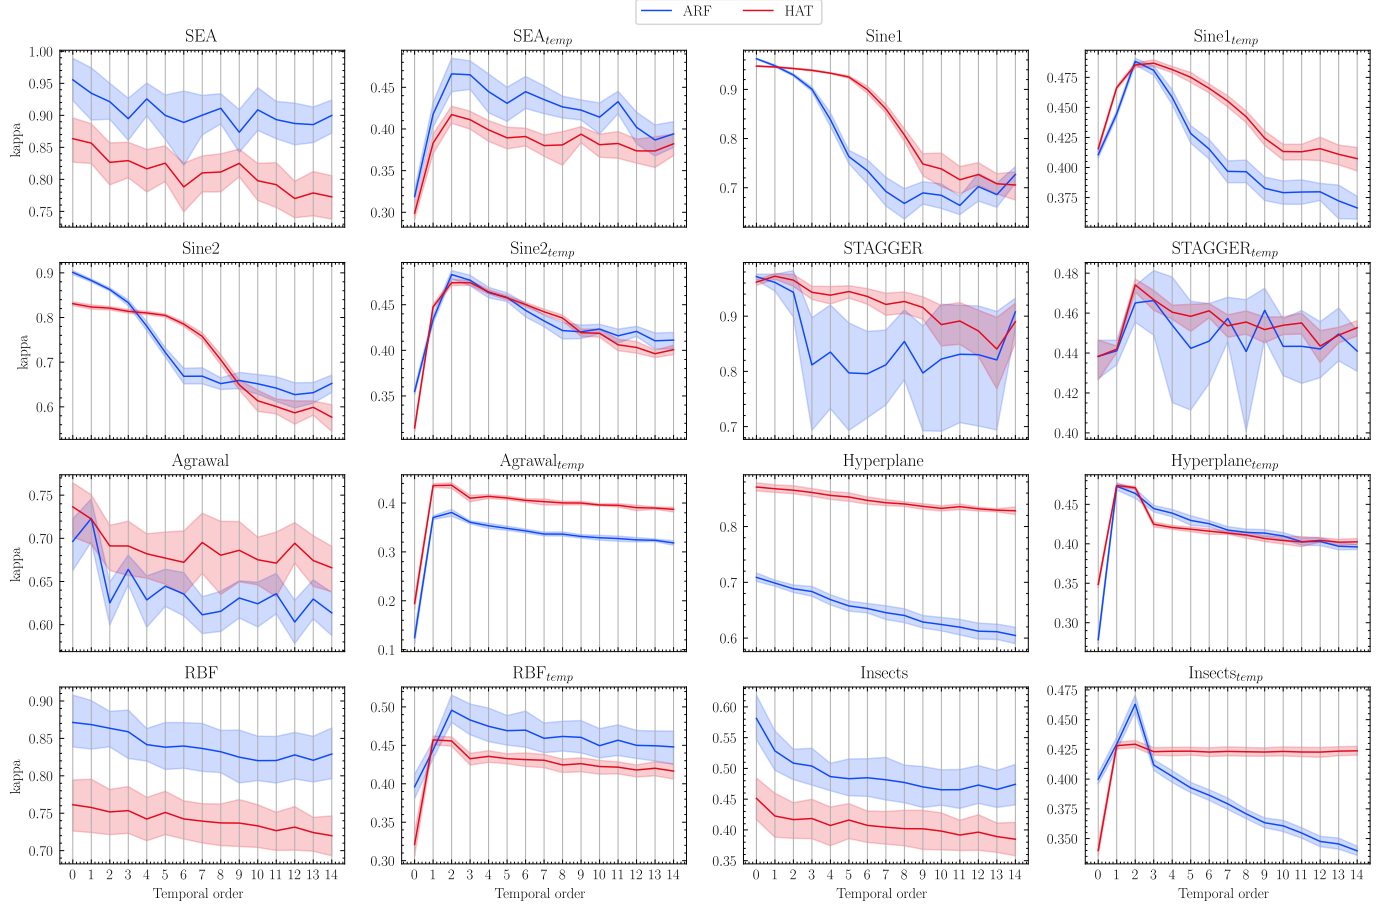 ARF HAT
SEA SEA_temp Sine1 Sine1_temp
kappa
1.00 0.95 0.90 0.85 0.80 0.75
0.45 0.40 0.35 0.30
0.9 0.8 0.7
0.475 0.450 0.425 0.400 0.375
Sine2 Sine2_temp STAGGER STAGGER_temp
kappa
0.9 0.8 0.7 0.6
0.45 0.40 0.35
0.9 0.8 0.7
0.48 0.46 0.44 0.42 0.40
Agrawal Agrawal_temp Hyperplane Hyperplane_temp
kappa
0.75 0.70 0.65 0.60
0.4 0.3 0.2 0.1
0.8 0.7 0.6
0.45 0.40 0.35 0.30
RBF RBF_temp Insects Insects_temp
kappa
0.90 0.85 0.80 0.75 0.70
0.50 0.45 0.40 0.35 0.30
0.60 0.55 0.50 0.45 0.40 0.35
0.475 0.450 0.425 0.400 0.375 0.350
0 1 2 3 4 5 6 7 8 9 10 11 12 13 14
0 1 2 3 4 5 6 7 8 9 10 11 12 13 14
0 1 2 3 4 5 6 7 8 9 10 11 12 13 14
0 1 2 3 4 5 6 7 8 9 10 11 12 13 14
Temporal order Temporal order Temporal order Temporal order